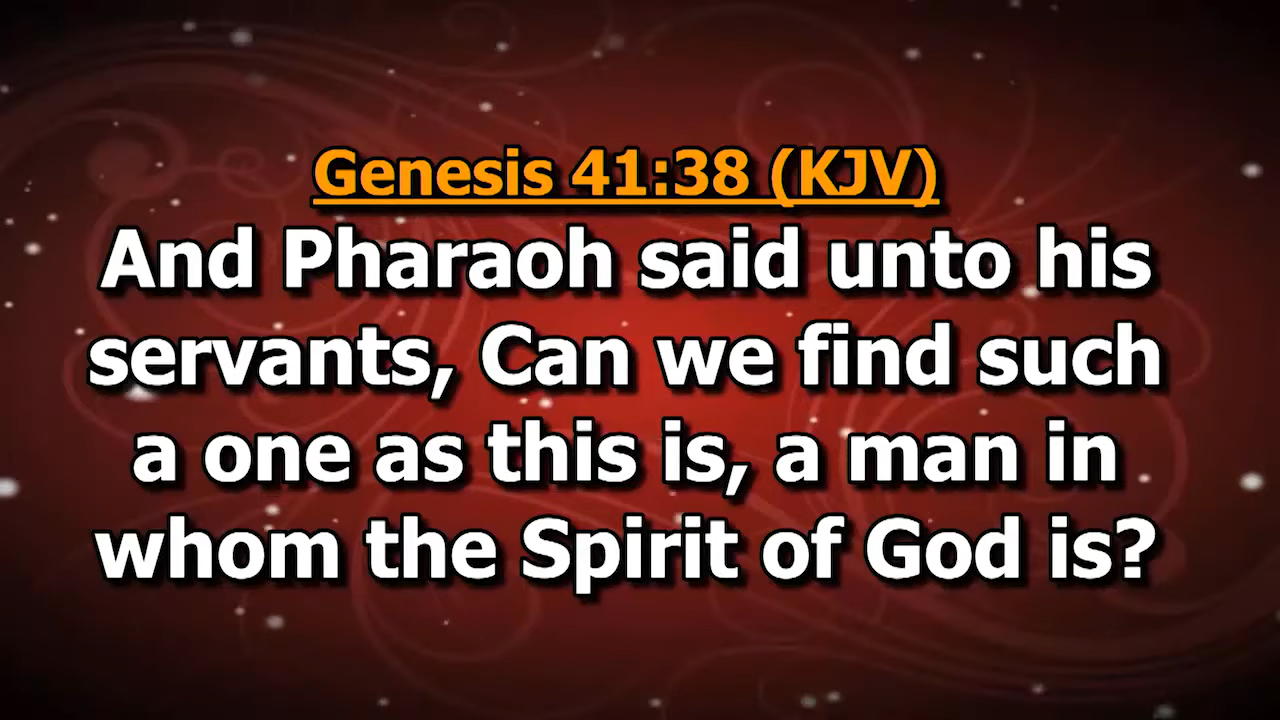 Genesis 41:38 (KJV)
And Pharaoh said unto his
servants, Can we find such
a one as this is, a man in
whom the Spirit of God is?